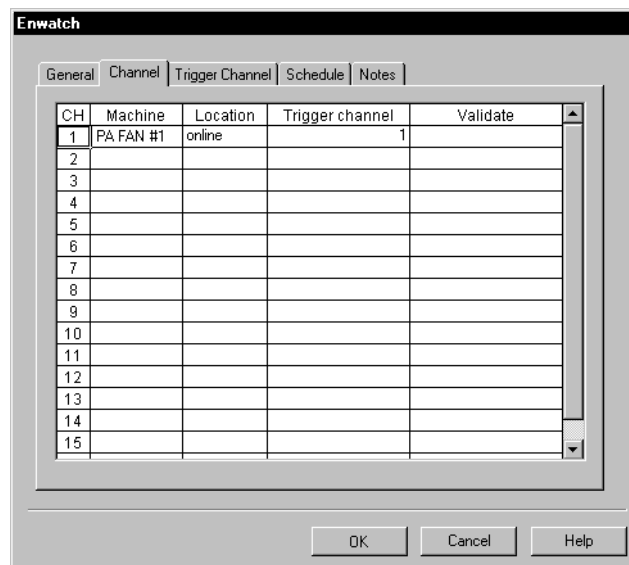 Enwatch
General Channel Trigger Channel Schedule Notes
CH Machine Location Trigger channel Validate
1 PA FAN #1 online 1
2
3
4
5
6
7
8
9
10
11
12
13
14
15
OK Cancel Help